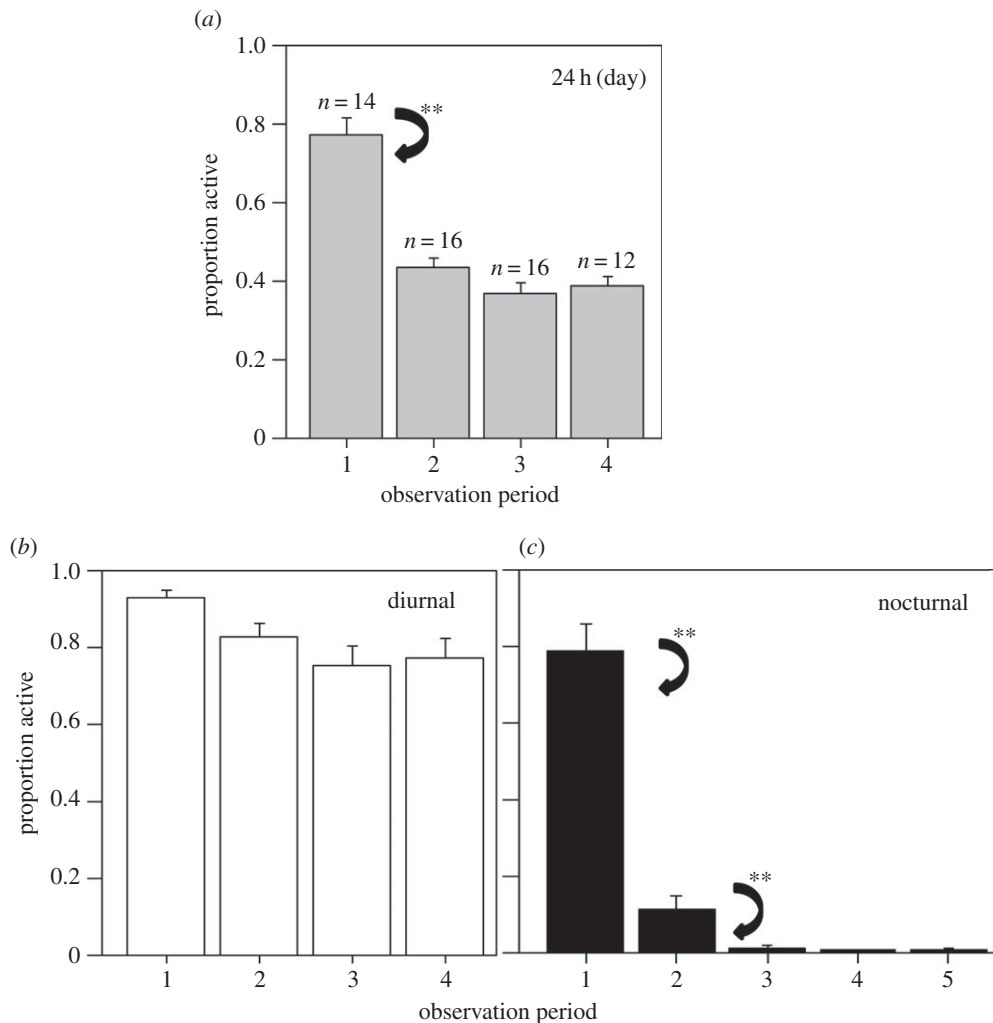 (a)
1.0
24 h (day)
n = 14
**
0.8
0.6
n = 16
n = 16
n = 12
0.4
0.2
0
1 2 3 4
observation period
proportion active
(b)
1.0
diurnal
0.8
0.6
0.4
0.2
0
1 2 3 4
proportion active
(c)
nocturnal
**
**
1 2 3 4 5
observation period